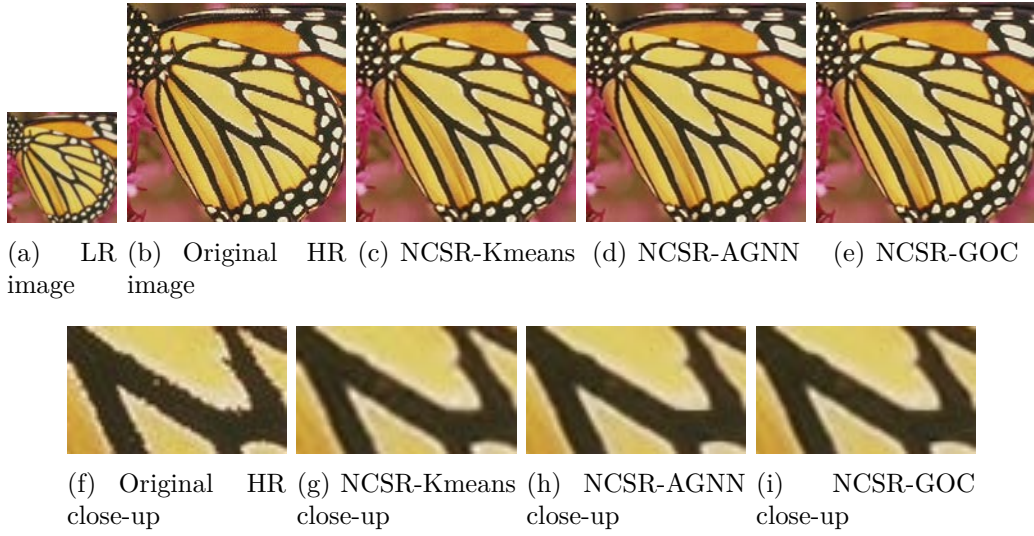 (a) LR image
(b) Original HR image
(c) NCSR-Kmeans
(d) NCSR-AGNN
(e) NCSR-GOC
(f) Original HR close-up
(g) NCSR-Kmeans close-up
(h) NCSR-AGNN close-up
(i) NCSR-GOC close-up